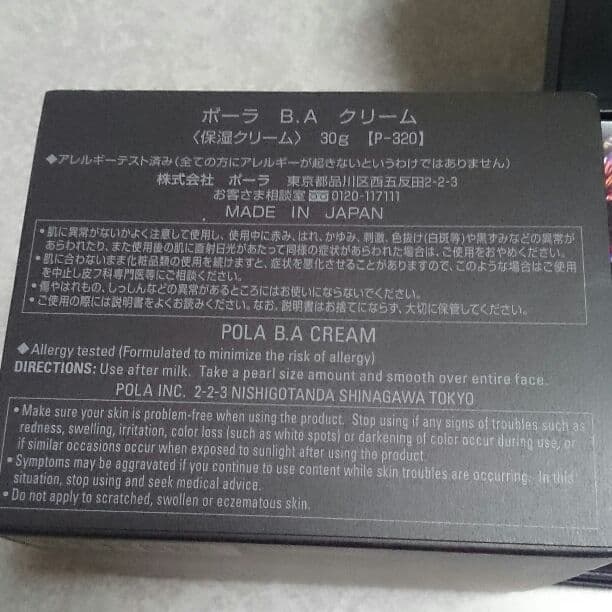 ポーラ B.A クリーム
〈保湿クリーム〉 30g 【P-320】
◆アレルギーテスト済み(全ての方にアレルギーが起きないというわけではありません)
株式会社 ポーラ 東京都品川区西五反田2-2-3
お客さま相談室 0120-117111
MADE IN JAPAN
•肌に異常がないかよく注意して使用し、使用中に赤み、はれ、かゆみ、刺激、色抜け(白斑等)や黒ずみなどの異常が
あらわれたり、また使用後の肌に直射日光があたって同様の症状があらわれた場合は、ご使用をおやめください。
•肌に合わないまま化粧品類の使用を続けますと、症状を悪化させることがありますので、このような場合はご使用
を中止し皮フ科専門医等にご相談ください。
•傷やはれもの、しっしんなどの異常があるところにはお使いにならないでください。
•ご使用の際には説明書をよくお読みください。なお、説明書はお捨てにならず、大切に保管してください。
POLA B.A CREAM
◆Allergy tested (Formulated to minimize the risk of allergy)
DIRECTIONS: Use after milk. Take a pearl size amount and smooth over entire face.
POLA INC. 2-2-3 NISHIGOTANDA SHINAGAWA TOKYO
•Make sure your skin is problem-free when using the product. Stop using if any signs of troubles such as
redness, swelling, irritation, color loss (such as white spots) or darkening of color occur during use, or
if similar occasions occur when exposed to sunlight after using the product.
•Symptoms may be aggravated if you continue to use content while skin troubles are occurring. In this
situation, stop using and seek medical advice.
•Do not apply to scratched, swollen or eczematous skin.